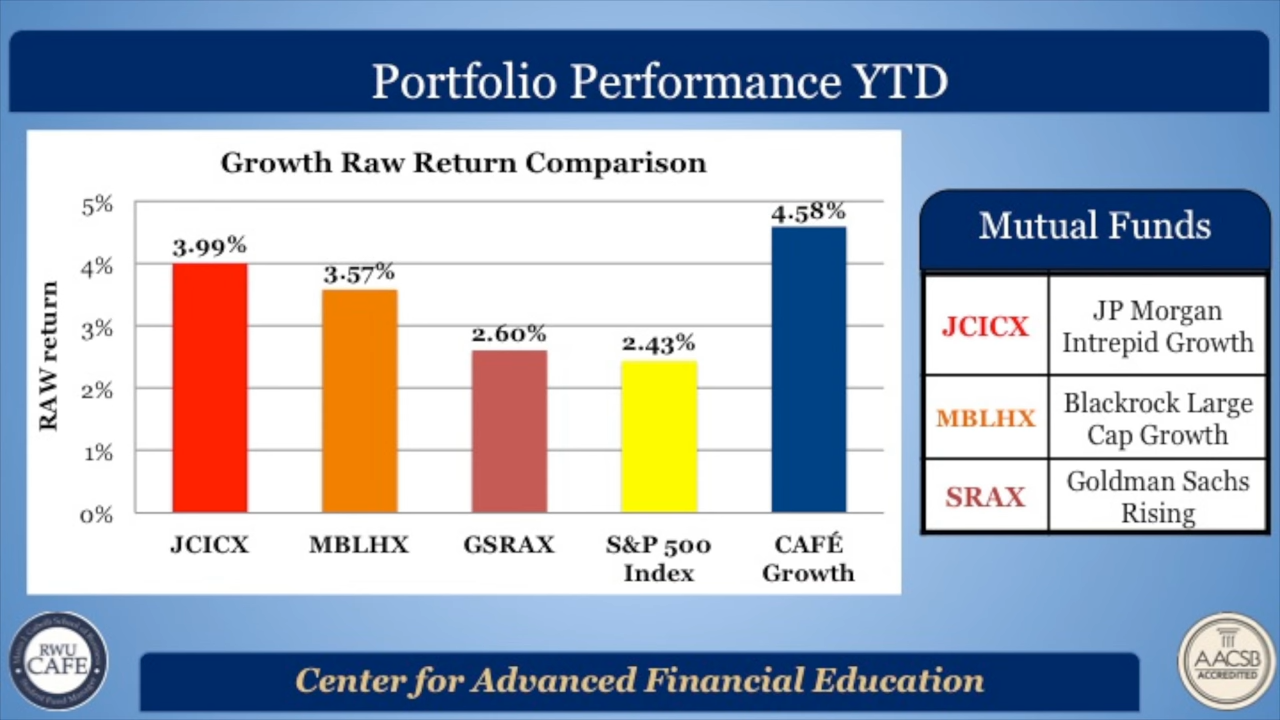 Portfolio Performance YTD
Growth Raw Return Comparison
RAW return
5%
4%
3%
2%
1%
0%
3.99%
3.57%
2.60%
2.43%
4.58%
JCICX
MBLHX
GSRAX
S&P 500
Index
CAFÉ
Growth
Mutual Funds
JCICX
JP Morgan
Intrepid Growth
MBLHX
Blackrock Large
Cap Growth
SRAX
Goldman Sachs
Rising
RWU
CAFE
Center for Advanced Financial Education
AACSB
ACCREDITED